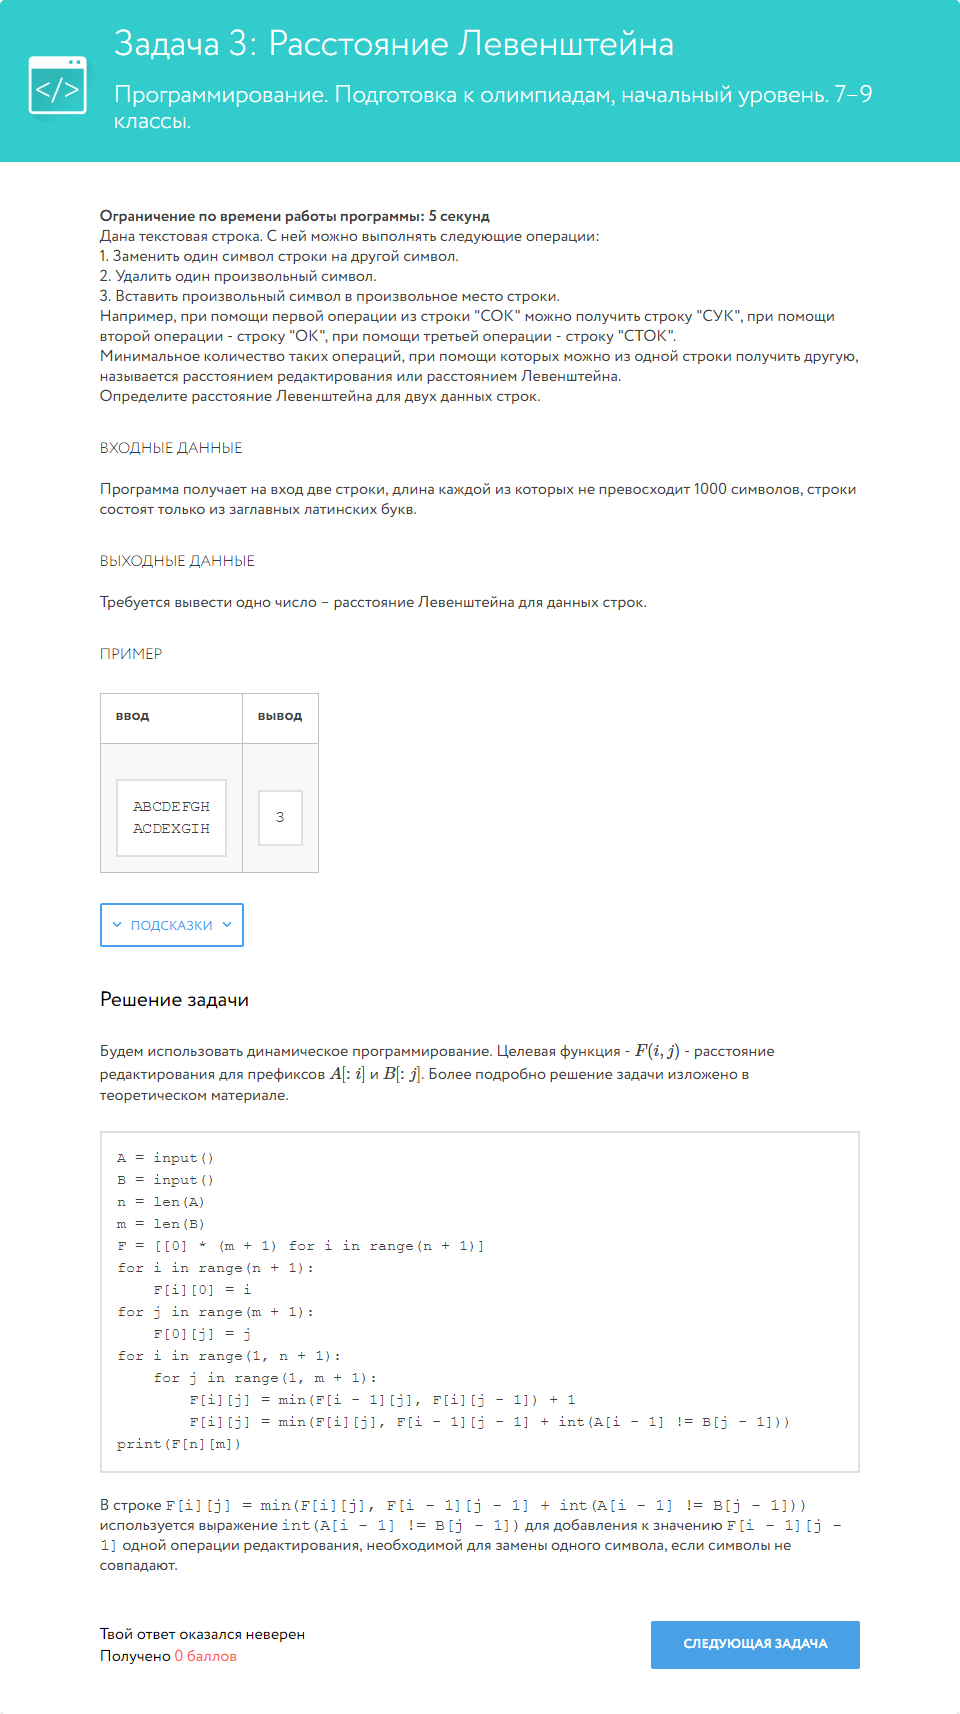 Задача 3: Расстояние Левенштейна
</>
Программирование. Подготовка к олимпиадам, начальный уровень. 7–9
классы.
Ограничение по времени работы программы: 5 секунд
Дана текстовая строка. С ней можно выполнять следующие операции:
1. Заменить один символ строки на другой символ.
2. Удалить один произвольный символ.
3. Вставить произвольный символ в произвольное место строки.
Например, при помощи первой операции из строки "СОК" можно получить строку "СУК", при помощи
второй операции - строку "ОК", при помощи третьей операции - строку "СТОК".
Минимальное количество таких операций, при помощи которых можно из одной строки получить другую,
называется расстоянием редактирования или расстоянием Левенштейна.
Определите расстояние Левенштейна для двух данных строк.
ВХОДНЫЕ ДАННЫЕ
Программа получает на вход две строки, длина каждой из которых не превосходит 1000 символов, строки
состоят только из заглавных латинских букв.
ВЫХОДНЫЕ ДАННЫЕ
Требуется вывести одно число – расстояние Левенштейна для данных строк.
ПРИМЕР
ввод вывод
ABCDEFGH
ACDEXGIH
3
ПОДСКАЗКИ
Решение задачи
Будем использовать динамическое программирование. Целевая функция - F(i, j) - расстояние
редактирования для префиксов A[: i] и B[: j]. Более подробно решение задачи изложено в
теоретическом материале.
A = input()
B = input()
n = len(A)
m = len(B)
F = [[0] * (m + 1) for i in range(n + 1)]
for i in range(n + 1):
    F[i][0] = i
for j in range(m + 1):
    F[0][j] = j
for i in range(1, n + 1):
    for j in range(1, m + 1):
        F[i][j] = min(F[i - 1][j], F[i][j - 1]) + 1
        F[i][j] = min(F[i][j], F[i - 1][j - 1] + int(A[i - 1] != B[j - 1]))
print(F[n][m])
В строке F[i][j] = min(F[i][j], F[i - 1][j - 1] + int(A[i - 1] != B[j - 1]))
используется выражение int(A[i - 1] != B[j - 1]) для добавления к значению F[i - 1][j -
1] одной операции редактирования, необходимой для замены одного символа, если символы не
совпадают.
Твой ответ оказался неверен
Получено 0 баллов
СЛЕДУЮЩАЯ ЗАДАЧА